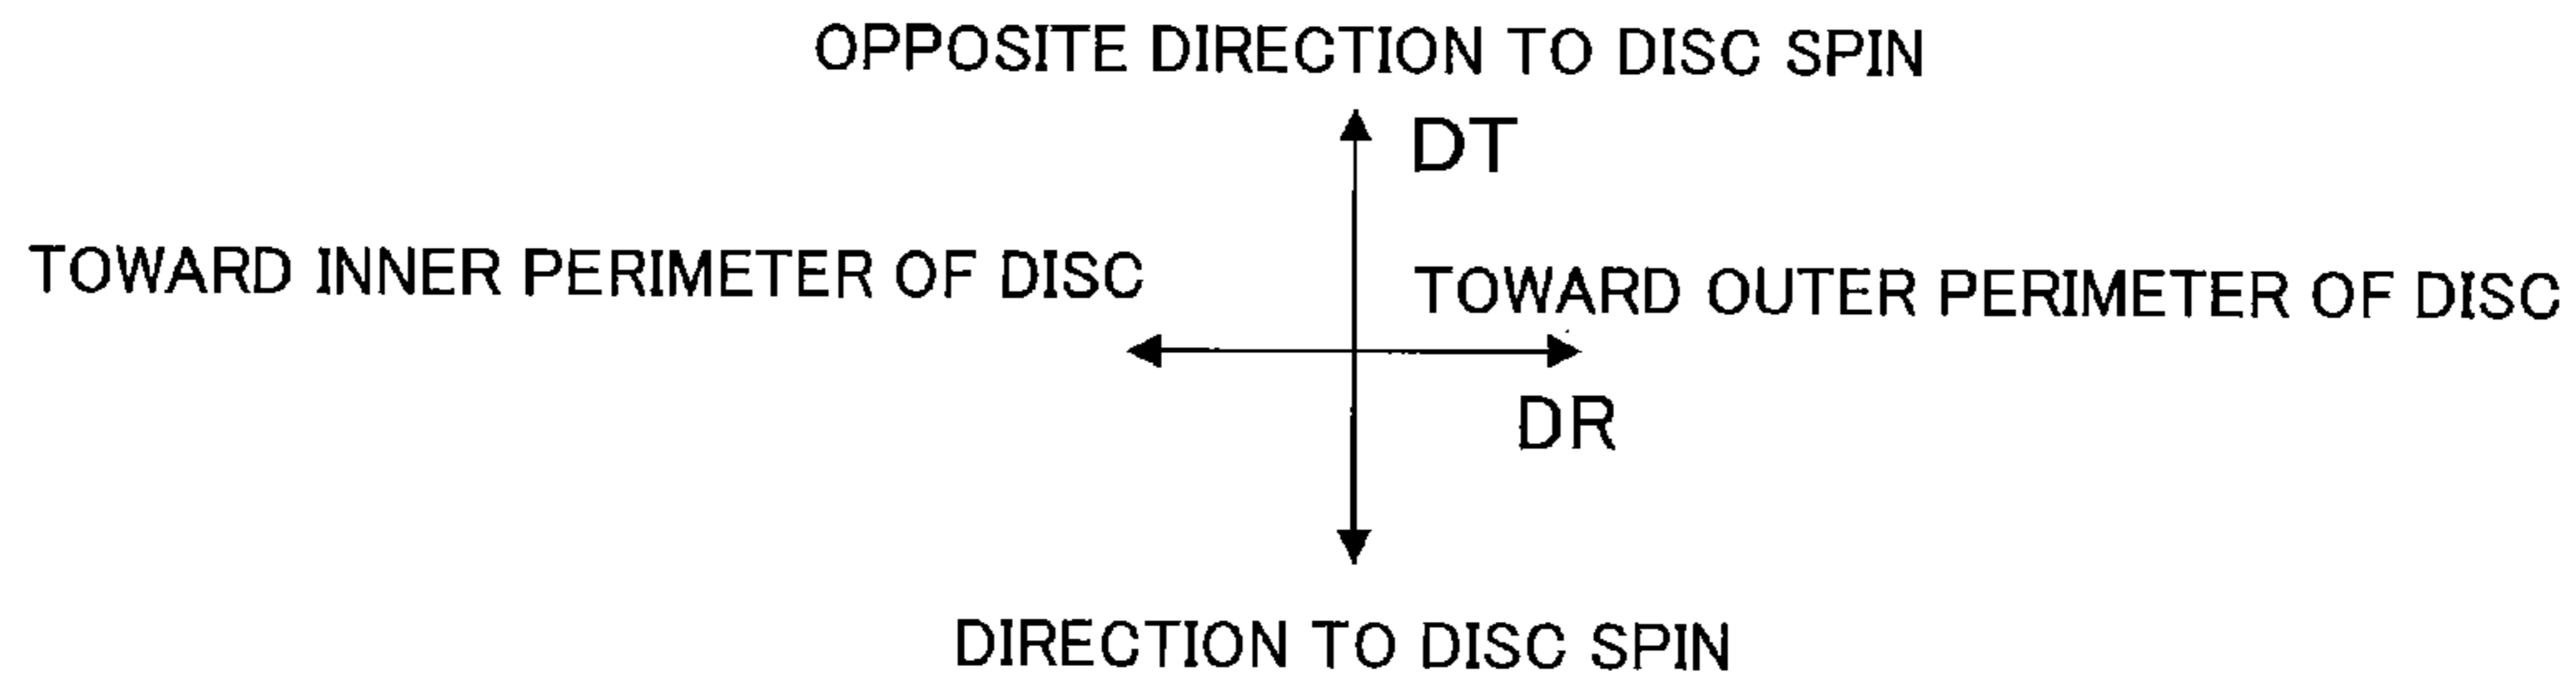 OPPOSITE DIRECTION TO DISC SPIN
DT
TOWARD INNER PERIMETER OF DISC
TOWARD OUTER PERIMETER OF DISC
DR
DIRECTION TO DISC SPIN